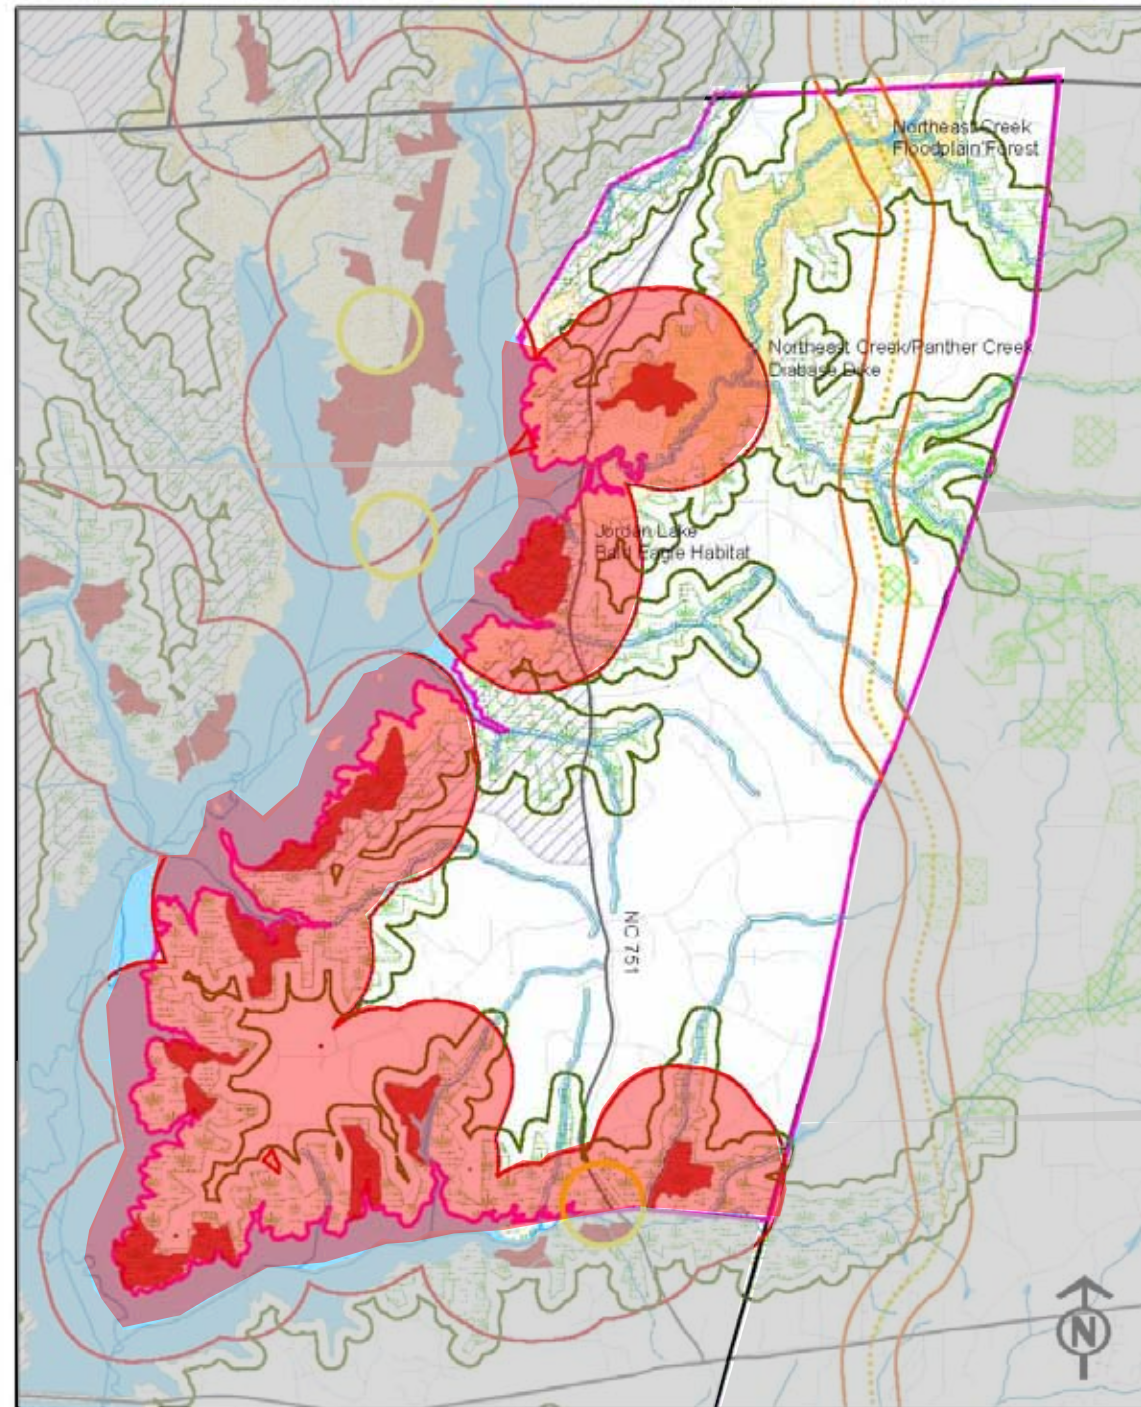 Northeast Creek
Floodplain Forest
Northeast Creek/Panther Creek
Diabase Dike
Jordan Lake
Bald Eagle Habitat
NC 751
N